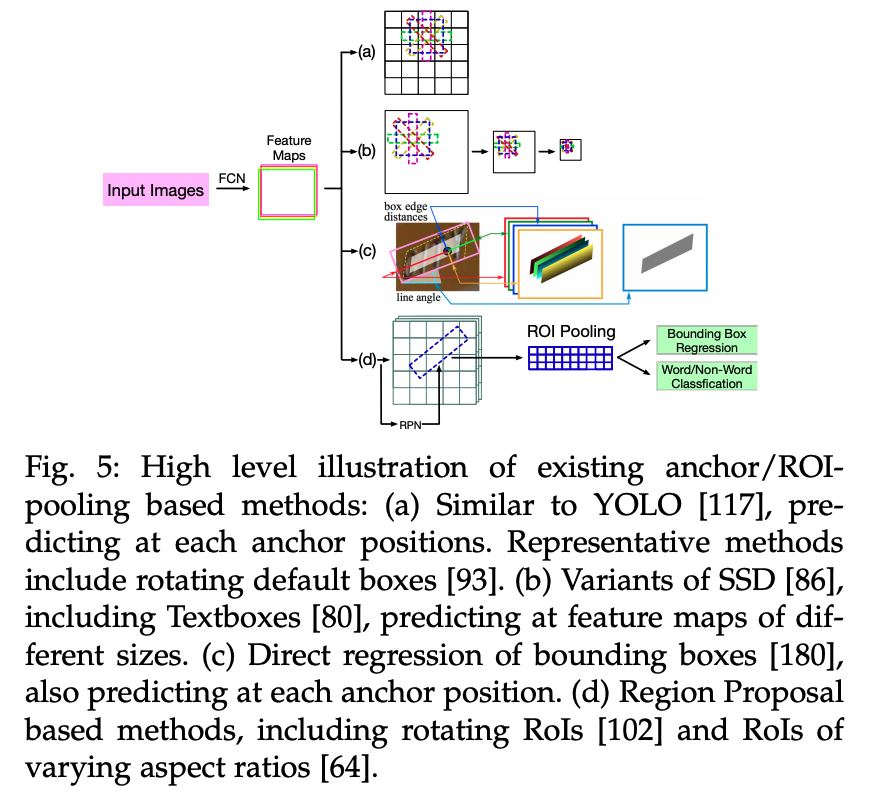 (a)
Feature
Maps
(b)
Input Images
FCN
box edge
distances
(c)
line angle
ROI Pooling
Bounding Box
Regression
(d)
Word/Non-Word
Classfication
RPN
Fig. 5: High level illustration of existing anchor/ROI-
pooling based methods: (a) Similar to YOLO [117], pre-
dicting at each anchor positions. Representative methods
include rotating default boxes [93]. (b) Variants of SSD [86],
including Textboxes [80], predicting at feature maps of dif-
ferent sizes. (c) Direct regression of bounding boxes [180],
also predicting at each anchor position. (d) Region Proposal
based methods, including rotating RoIs [102] and RoIs of
varying aspect ratios [64].